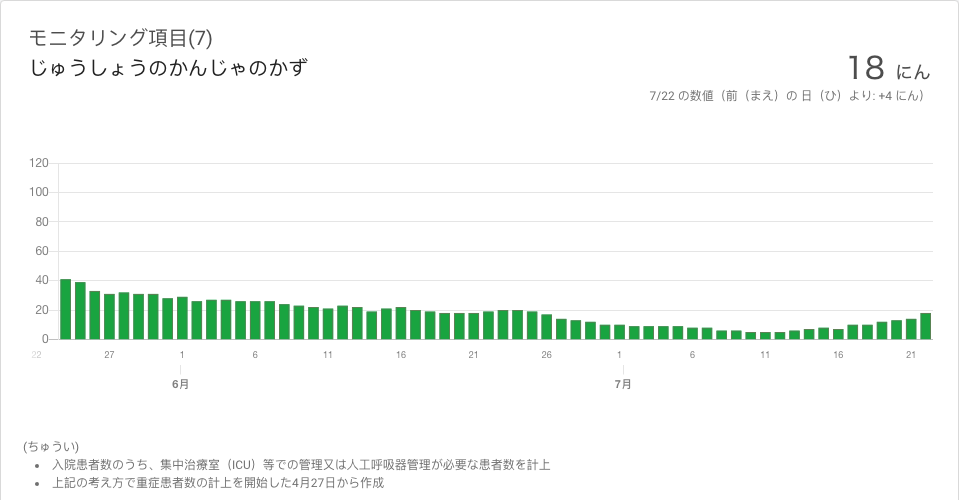 モニタリング項目(7)
じゅうしょうのかんじゃのかず
18 にん
7/22 の数値（前（まえ）の 日（ひ）より: +4 にん）
120
100
80
60
40
20
0
22 27 1 6 11 16 21 26 1 6 11 16 21
6月 7月
(ちゅうい)
• 入院患者数のうち、集中治療室（ICU）等での管理又は人工呼吸器管理が必要な患者数を計上
• 上記の考え方で重症患者数の計上を開始した4月27日から作成